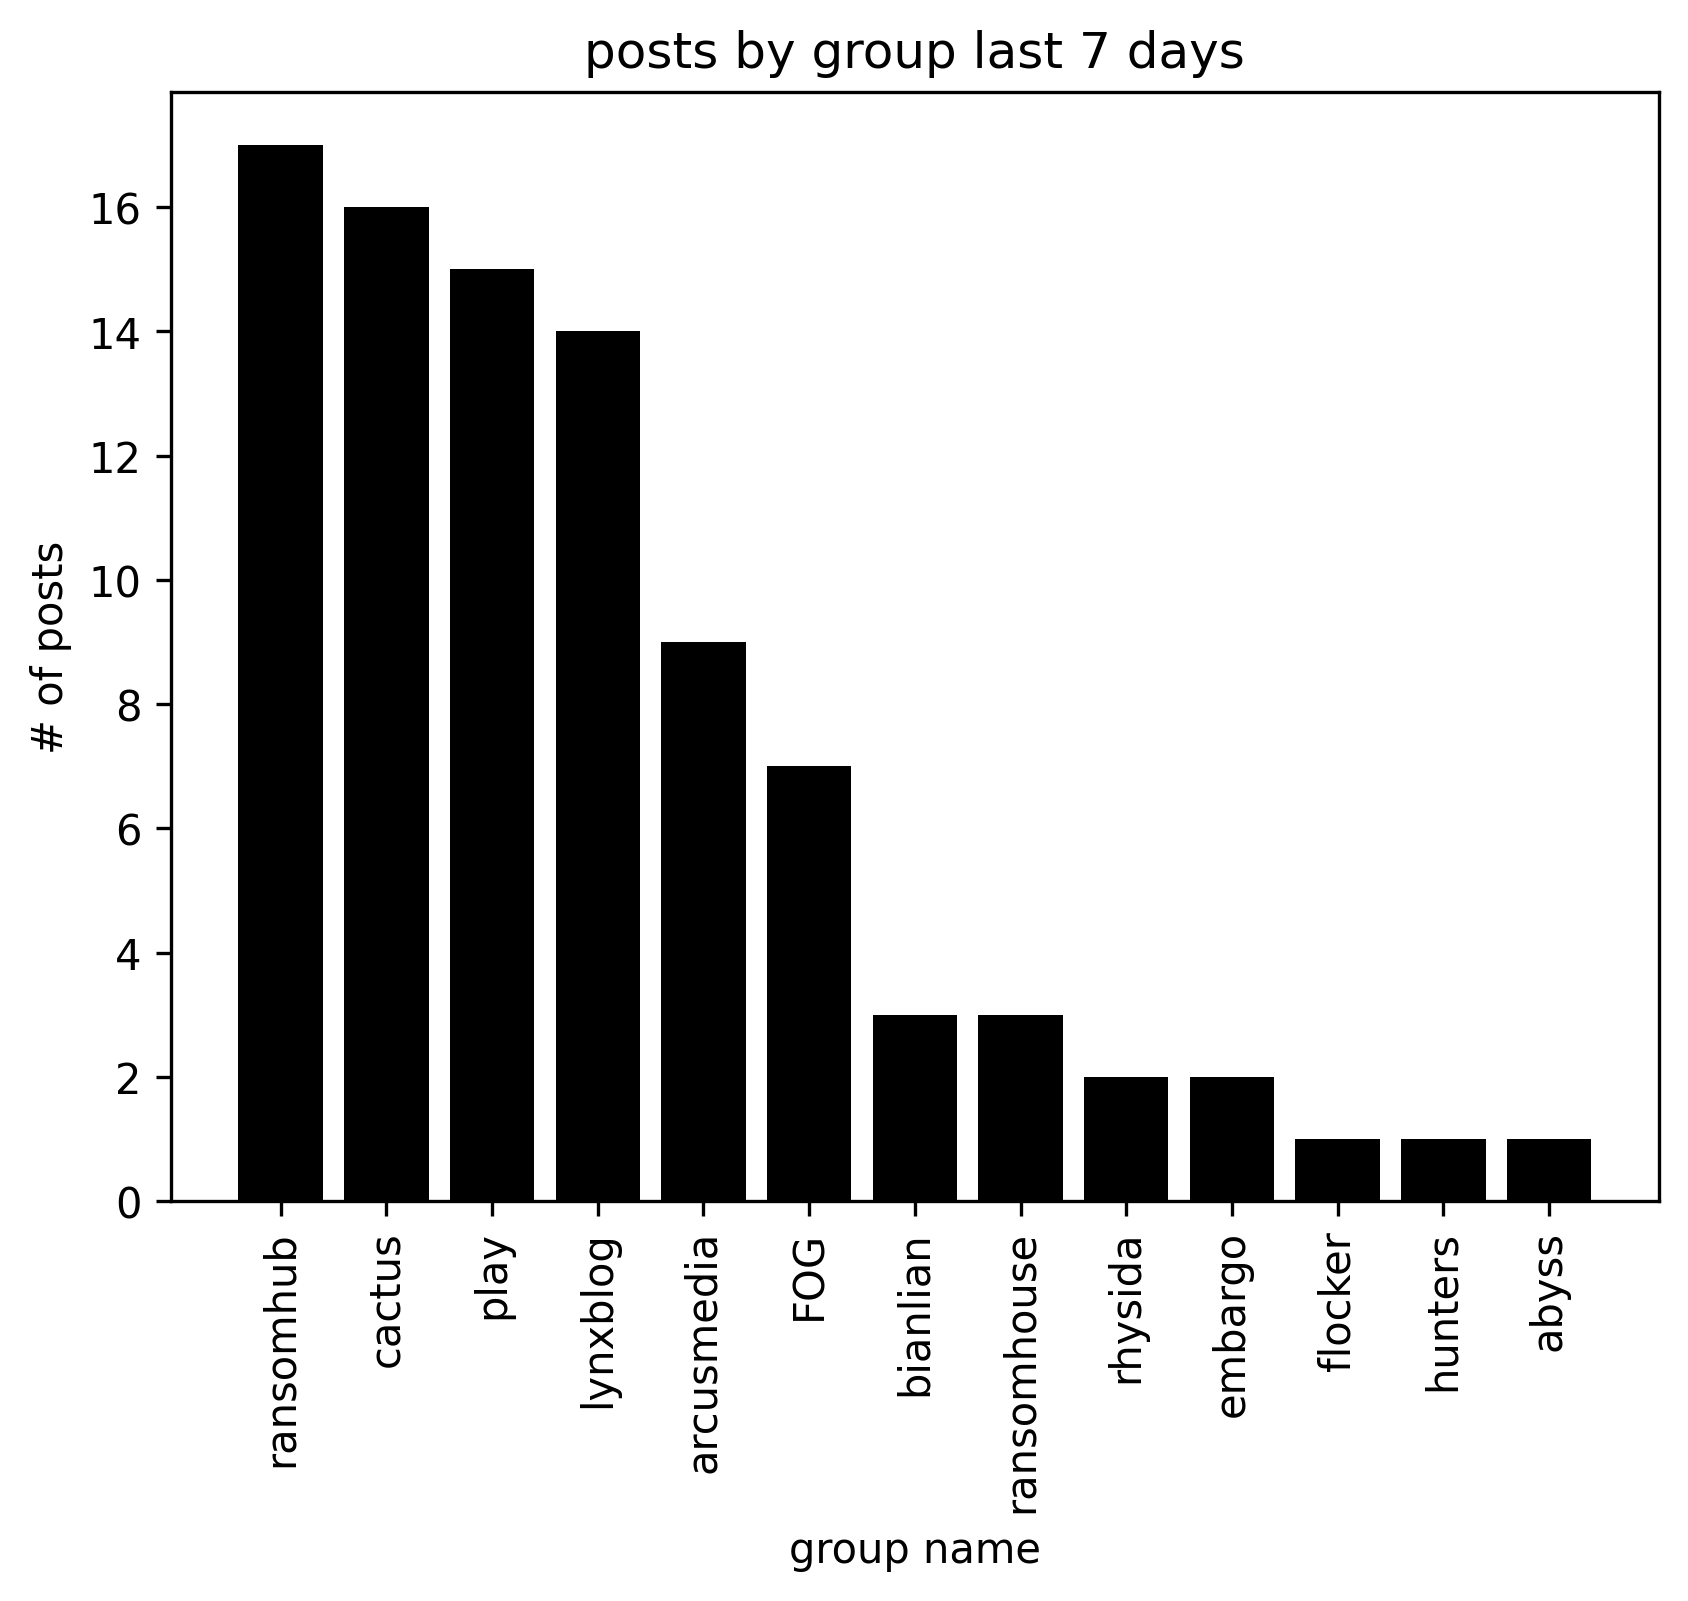 posts by group last 7 days
# of posts
16
14
12
10
8
6
4
2
0
ransomhub
cactus
play
lynxblog
arcusmedia
FOG
bianlian
ransomhouse
rhysida
embargo
flocker
hunters
abyss
group name